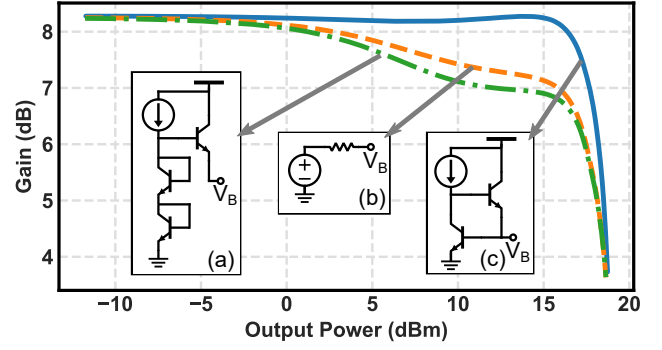 8
7
6
5
4
Gain (dB)
V_B
(a)
+
−
V_B
(b)
V_B
(c)
−10 −5 0 5 10 15 20
Output Power (dBm)